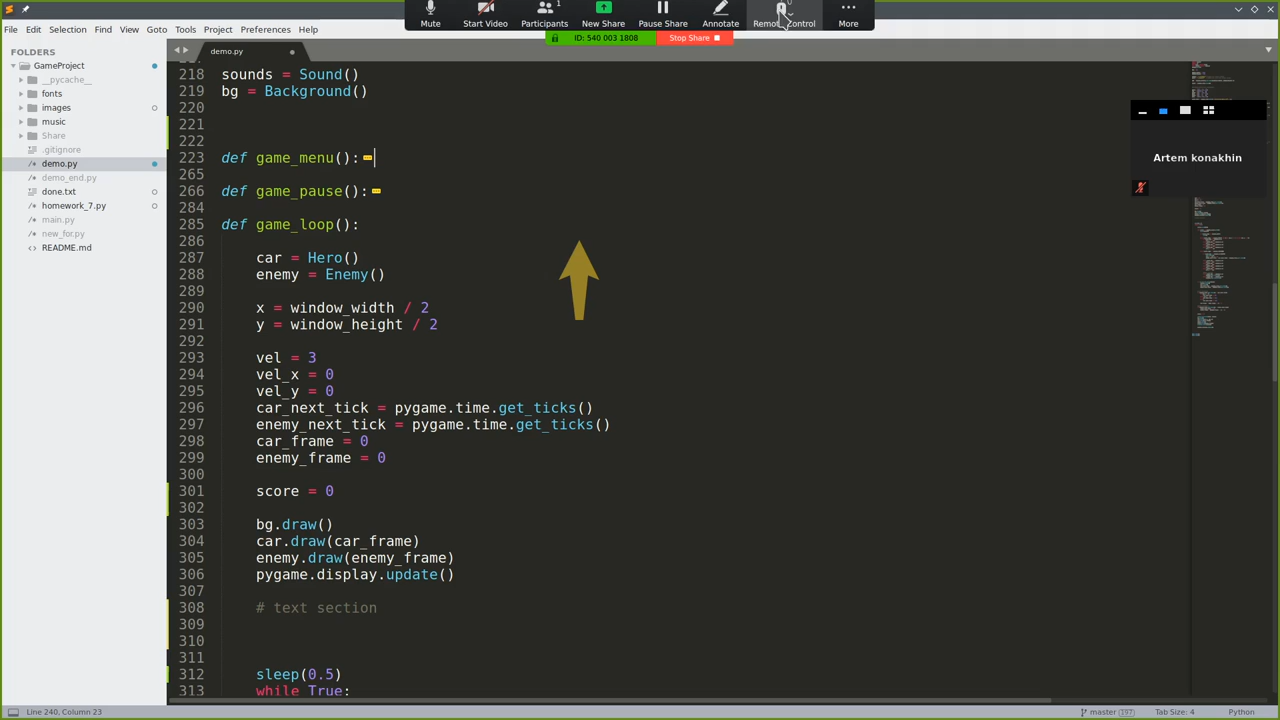 Mute
Start Video
1
Participants
New Share
Pause Share
Annotate
0
More
ID: 540 003 1808
Stop Share
File Edit Selection Find View Goto Tools Project Preferences Help
FOLDERS
GameProject
__pycache__
fonts
images
music
Share
.gitignore
demo.py
demo_end.py
done.txt
homework_7.py
main.py
new_for.py
README.md
demo.py
218 sounds = Sound()
219 bg = Background()
220
221
222
223 def game_menu():
265
266 def game_pause():
284
285 def game_loop():
286
287 car = Hero()
288 enemy = Enemy()
289
290 x = window_width / 2
291 y = window_height / 2
292
293 vel = 3
294 vel_x = 0
295 vel_y = 0
296 car_next_tick = pygame.time.get_ticks()
297 enemy_next_tick = pygame.time.get_ticks()
298 car_frame = 0
299 enemy_frame = 0
300
301 score = 0
302
303 bg.draw()
304 car.draw(car_frame)
305 enemy.draw(enemy_frame)
306 pygame.display.update()
307
308 # text section
309
310
311
312 sleep(0.5)
313 while True:
Artem konakhin
Line 240, Column 23
master 197
Tab Size: 4
Python